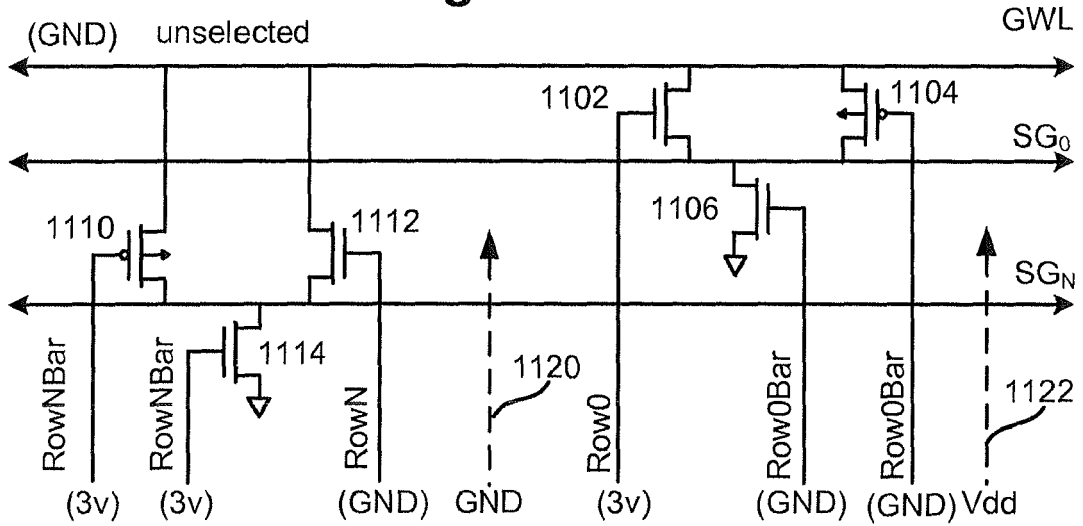 g
(GND) unselected GWL
1102 1104
SG₀
1110 1112 1106
SG_N
1114 1120 1122
RowNBar RowNBar RowN Row0 Row0Bar Row0Bar
(3v) (3v) (GND) GND (3v) (GND) (GND) Vdd